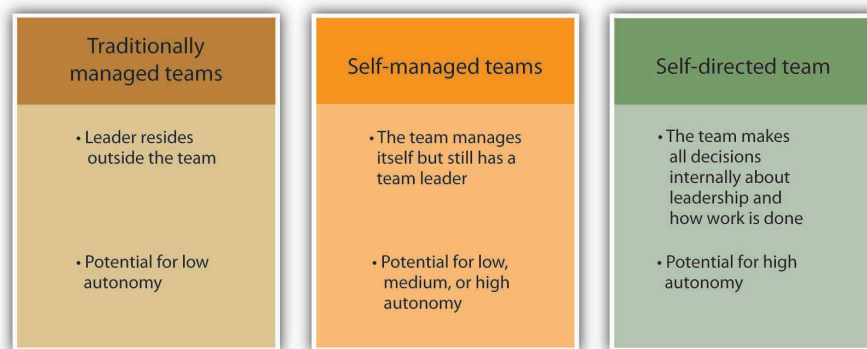 Traditionally
managed teams
• Leader resides
outside the team
• Potential for low
autonomy
Self-managed teams
• The team manages
itself but still has a
team leader
• Potential for low,
medium, or high
autonomy
Self-directed team
• The team makes
all decisions
internally about
leadership and
how work is done
• Potential for high
autonomy